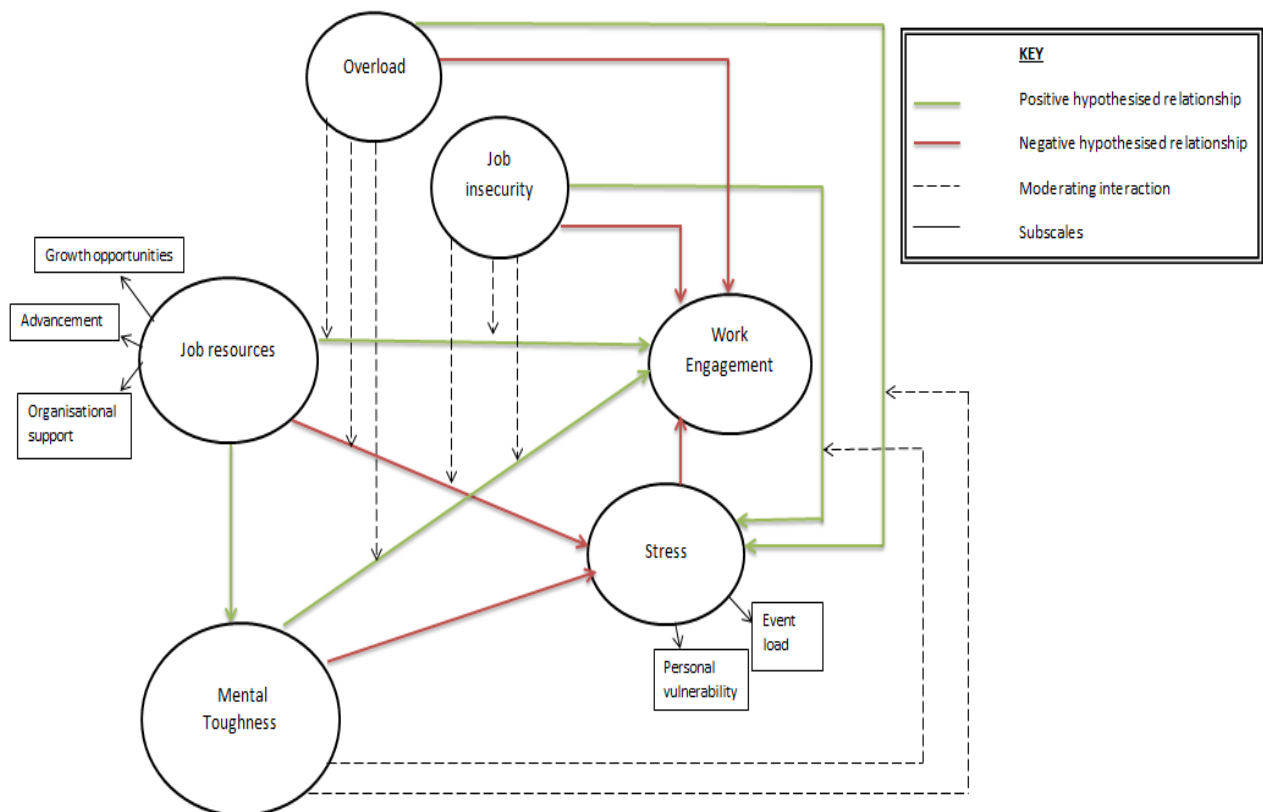 Overload
Job
insecurity
Growth opportunities
Advancement
Job resources
Organisational
support
Work
Engagement
Stress
Event
load
Personal
vulnerability
Mental
Toughness
KEY
Positive hypothesised relationship
Negative hypothesised relationship
Moderating interaction
Subscales